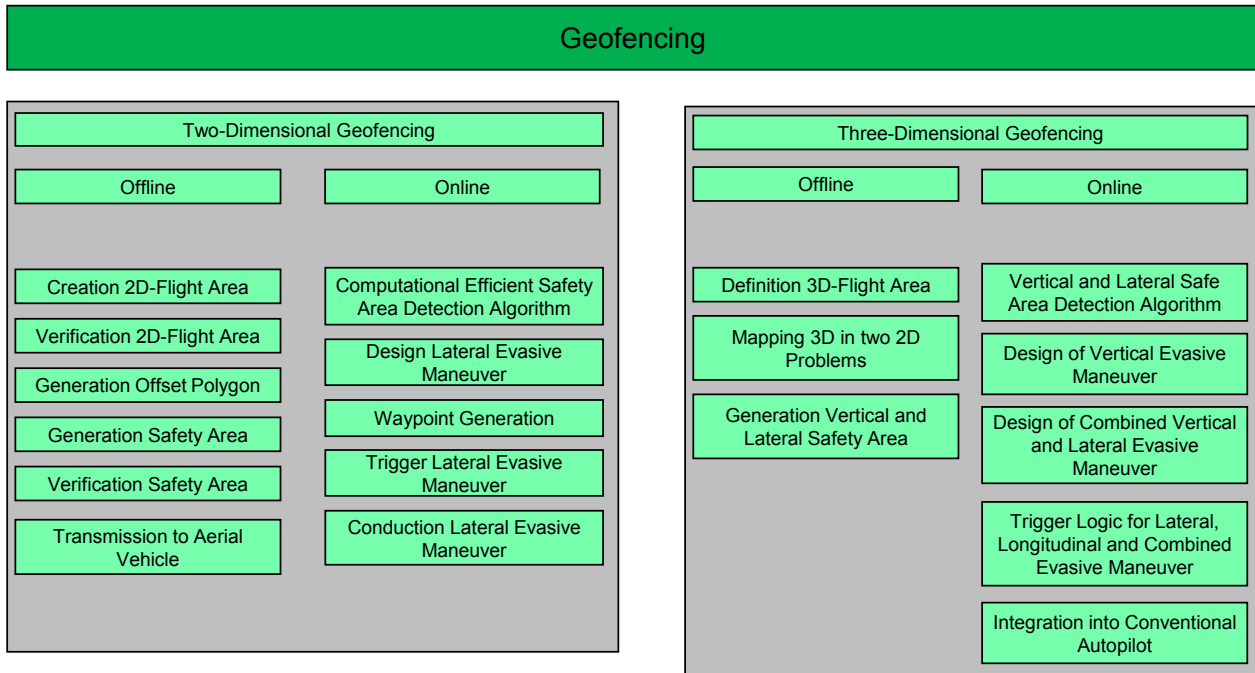 Geofencing
Two-Dimensional Geofencing
Offline
Creation 2D-Flight Area
Verification 2D-Flight Area
Generation Offset Polygon
Generation Safety Area
Verification Safety Area
Transmission to Aerial
Vehicle
Online
Computational Efficient Safety
Area Detection Algorithm
Design Lateral Evasive
Maneuver
Waypoint Generation
Trigger Lateral Evasive
Maneuver
Conduction Lateral Evasive
Maneuver
Three-Dimensional Geofencing
Offline
Definition 3D-Flight Area
Mapping 3D in two 2D
Problems
Generation Vertical and
Lateral Safety Area
Online
Vertical and Lateral Safe
Area Detection Algorithm
Design of Vertical Evasive
Maneuver
Design of Combined Vertical
and Lateral Evasive
Maneuver
Trigger Logic for Lateral,
Longitudinal and Combined
Evasive Maneuver
Integration into Conventional
Autopilot